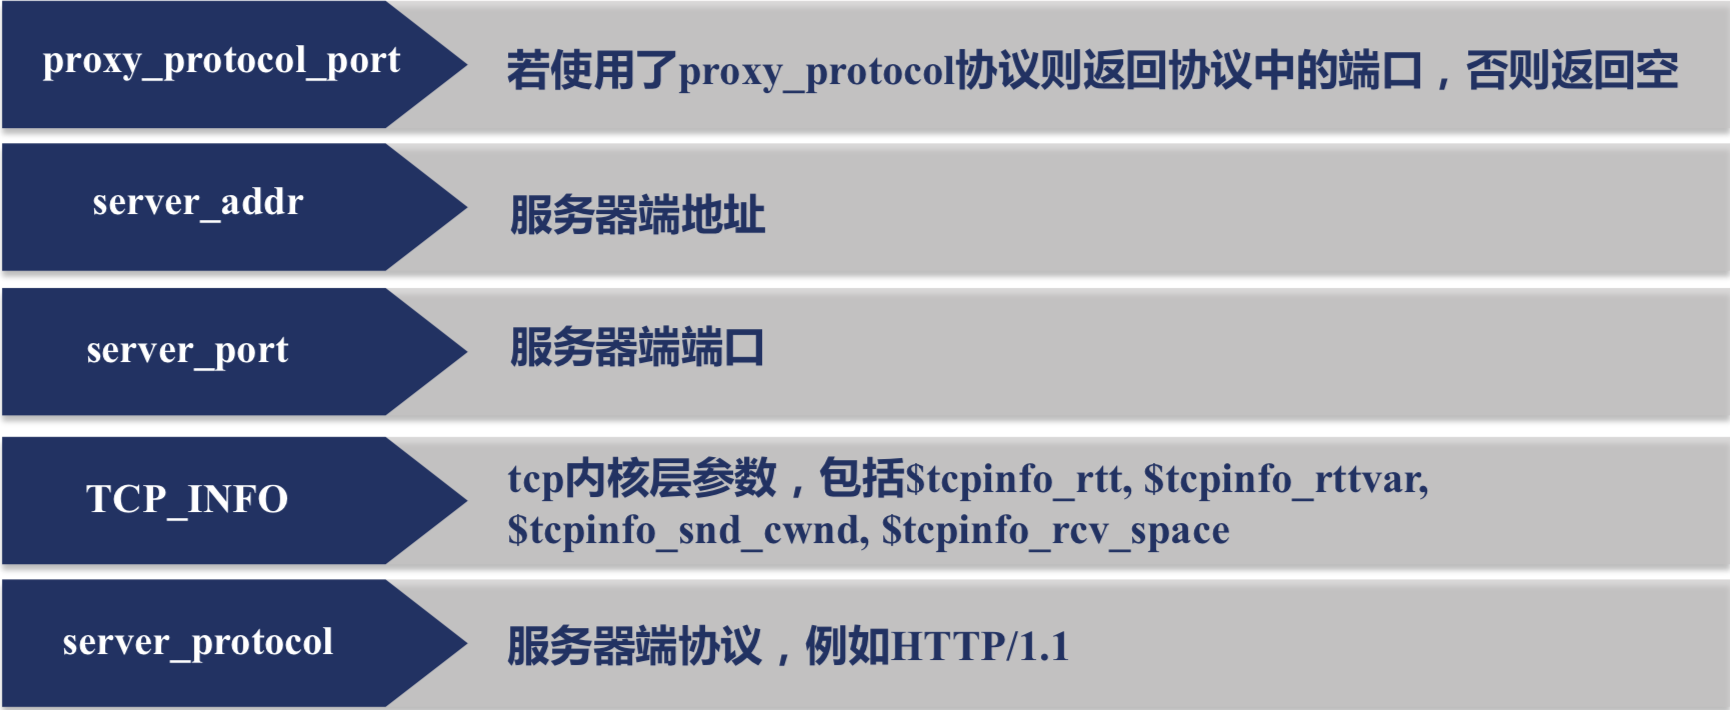 proxy_protocol_port
若使用了proxy_protocol协议则返回协议中的端口，否则返回空
server_addr
服务器端地址
server_port
服务器端端口
TCP_INFO
tcp内核层参数，包括$tcpinfo_rtt, $tcpinfo_rttvar,
$tcpinfo_snd_cwnd, $tcpinfo_rcv_space
server_protocol
服务器端协议，例如HTTP/1.1